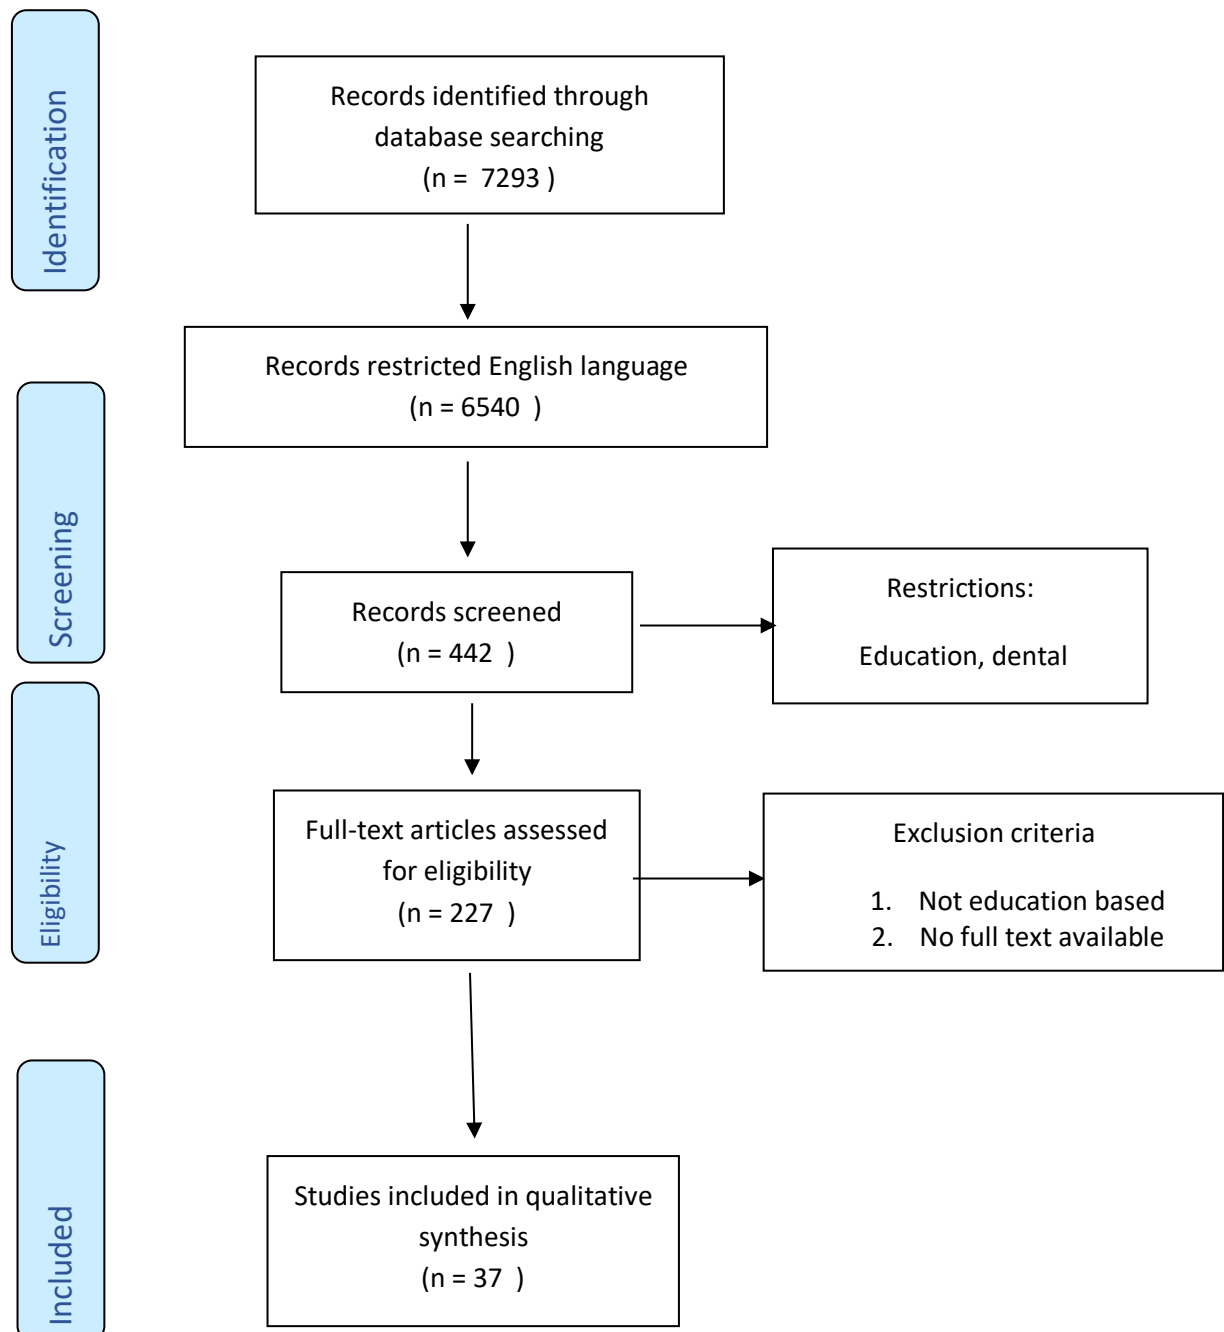 Identification
Records identified through
database searching
(n =  7293 )
Records restricted English language
(n = 6540  )
Screening
Records screened
(n = 442  )
Restrictions:
Education, dental
Eligibility
Full-text articles assessed
for eligibility
(n = 227  )
Exclusion criteria
1. Not education based
2. No full text available
Included
Studies included in qualitative
synthesis
(n = 37  )